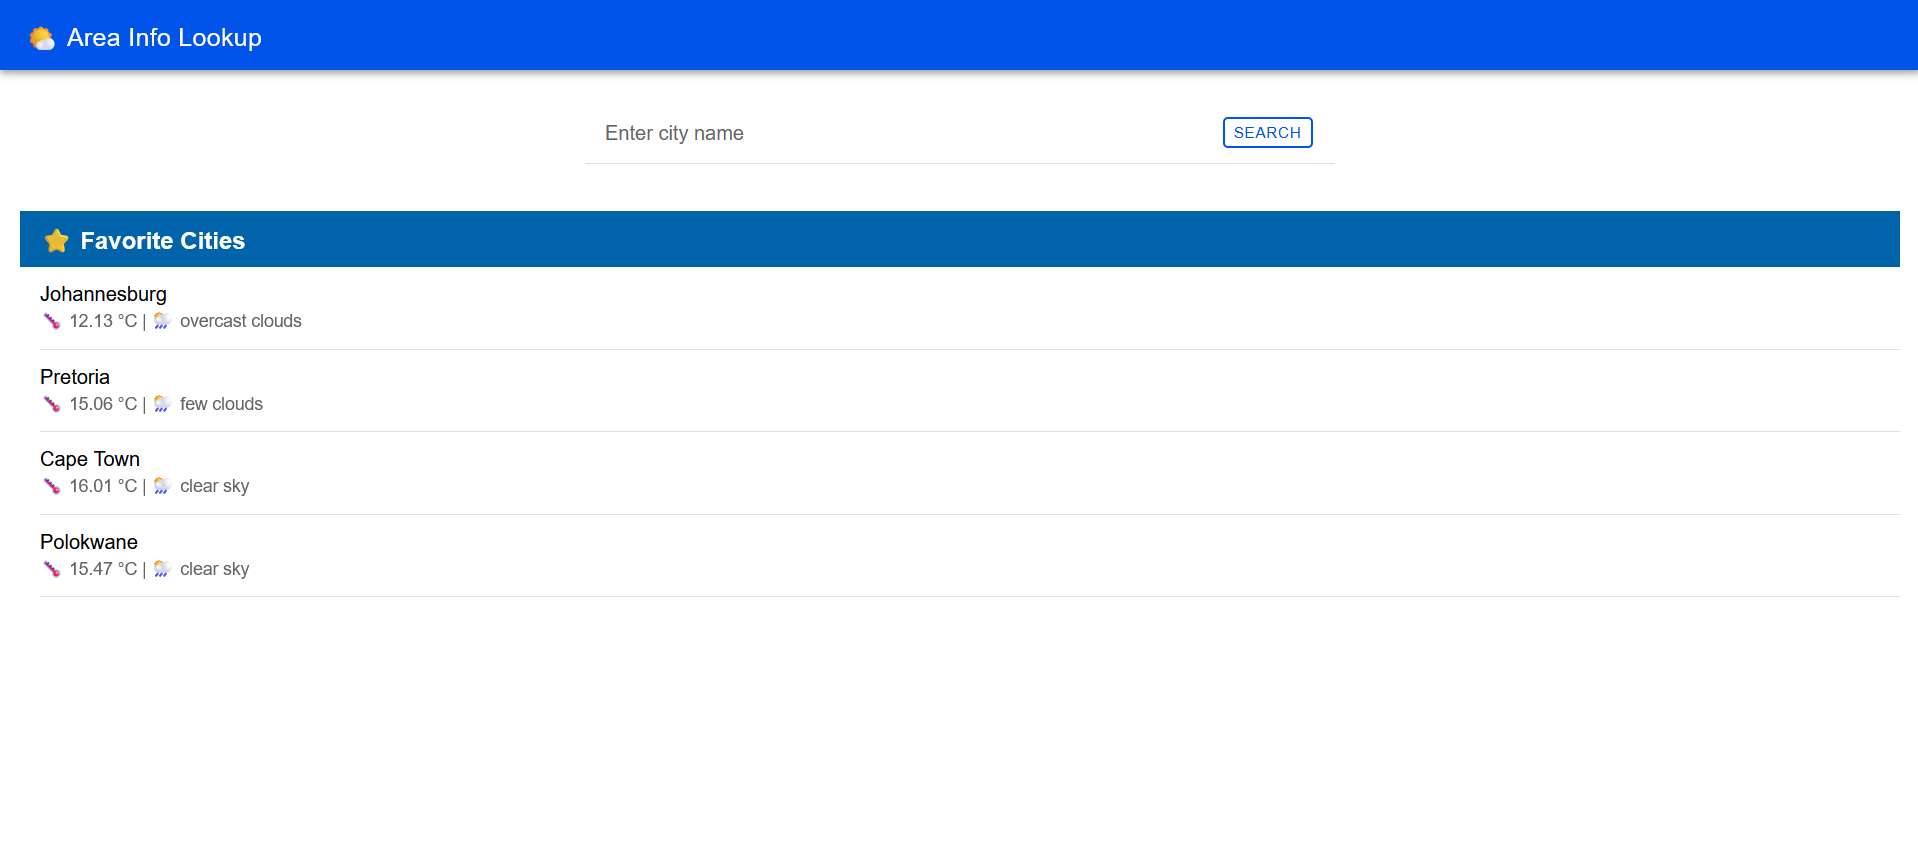 Area Info Lookup
Enter city name
SEARCH
Favorite Cities
Johannesburg
12.13 °C | overcast clouds
Pretoria
15.06 °C | few clouds
Cape Town
16.01 °C | clear sky
Polokwane
15.47 °C | clear sky